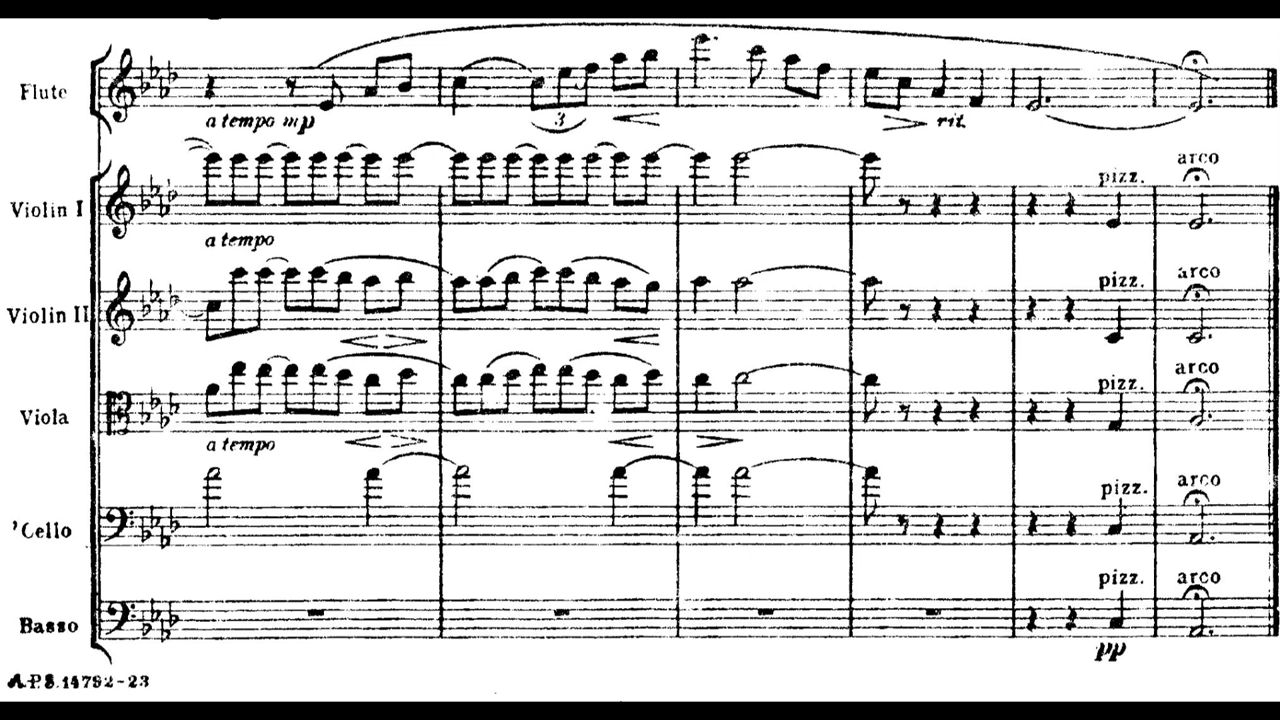 Flute
a tempo mp
3
rit.
arco
pizz.
Violin I
a tempo
arco
pizz.
Violin II
arco
pizz.
Viola
a tempo
arco
pizz.
'Cello
pizz. arco
Basso
pp
A.P.S. 14792-23